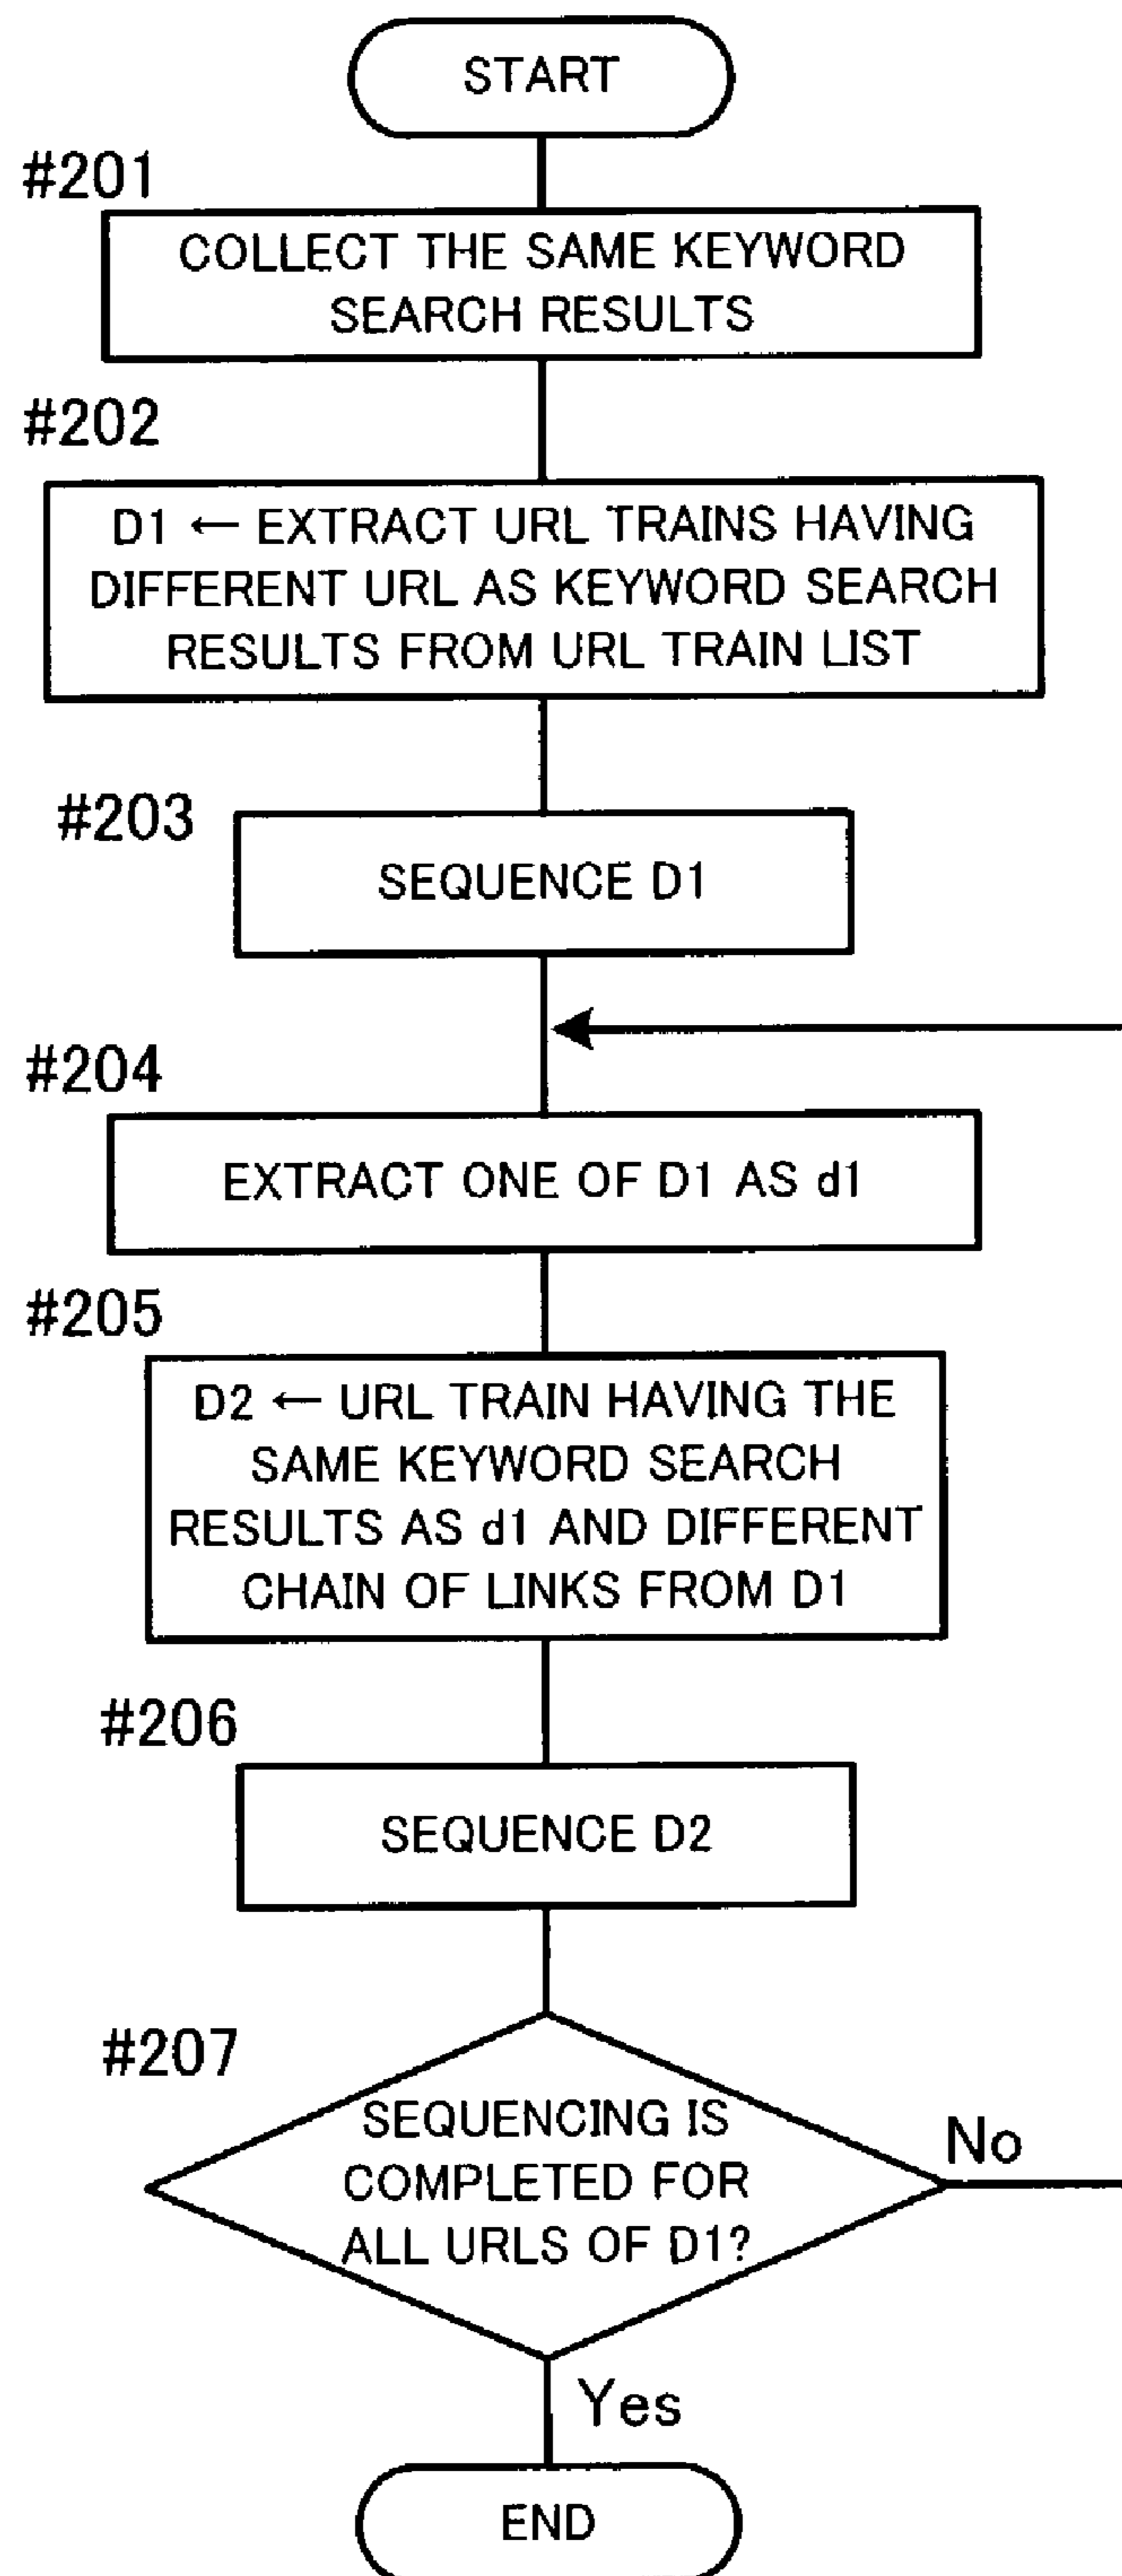 START
#201
COLLECT THE SAME KEYWORD
SEARCH RESULTS
#202
D1 ← EXTRACT URL TRAINS HAVING
DIFFERENT URL AS KEYWORD SEARCH
RESULTS FROM URL TRAIN LIST
#203
SEQUENCE D1
#204
EXTRACT ONE OF D1 AS d1
#205
D2 ← URL TRAIN HAVING THE
SAME KEYWORD SEARCH
RESULTS AS d1 AND DIFFERENT
CHAIN OF LINKS FROM D1
#206
SEQUENCE D2
#207
SEQUENCING IS
COMPLETED FOR
ALL URLS OF D1?
No
Yes
END